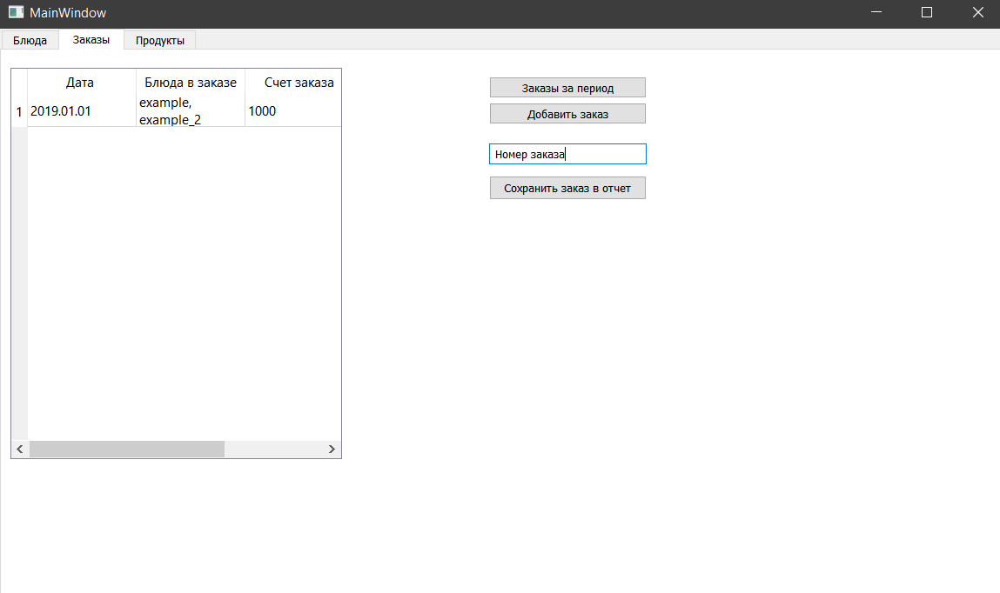 MainWindow
Блюда Заказы Продукты
Дата Блюда в заказе Счет заказа
1 2019.01.01 example, example_2 1000
Заказы за период
Добавить заказ
Номер заказа
Сохранить заказ в отчет